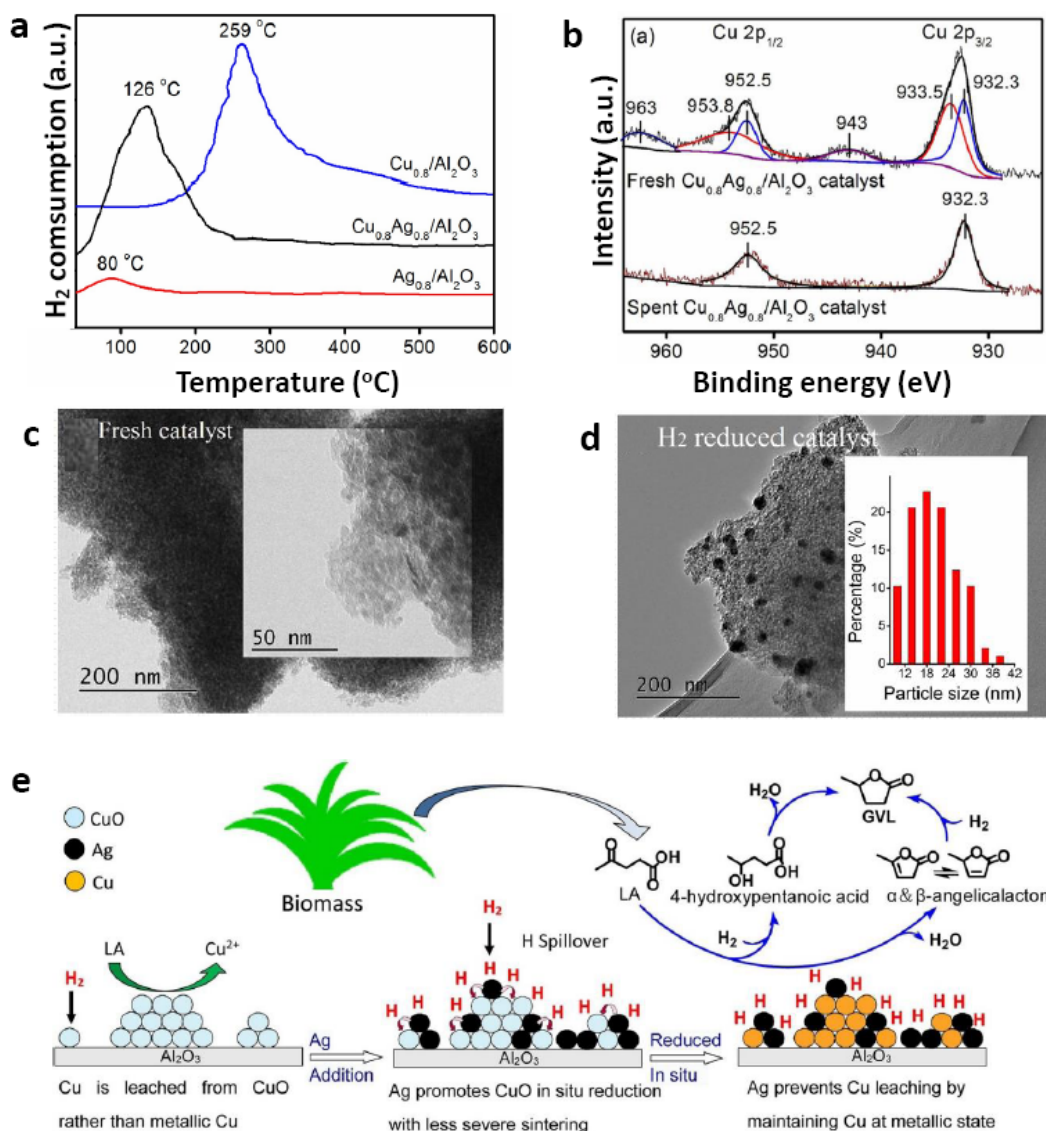 a
259 °C
126 °C
80 °C
Cu0.8/Al2O3
Cu0.8Ag0.8/Al2O3
Ag0.8/Al2O3
H2 comsumption (a.u.)
100 200 300 400 500 600
Temperature (°C)
b
(a)
Cu 2p1/2
Cu 2p3/2
963
953.8
952.5
943
933.5
932.3
Fresh Cu0.8Ag0.8/Al2O3 catalyst
952.5
932.3
Spent Cu0.8Ag0.8/Al2O3 catalyst
Intensity (a.u.)
960 950 940 930
Binding energy (eV)
c
Fresh catalyst
50 nm
200 nm
d
H2 reduced catalyst
200 nm
Percentage (%)
20
15
10
5
0
12 18 24 30 36 42
Particle size (nm)
e
CuO
Ag
Cu
Biomass
O
OH
O
LA
H2O
OH
OH
O
4-hydroxypentanoic acid
O
O
GVL
H2
O
O
O
O
α&β-angelicalacton
H2
H2O
LA
Cu2+
H2
Al2O3
Cu is leached from CuO
rather than metallic Cu
Ag
Addition
H2
H Spillover
H H H H H H H H H
Al2O3
Ag promotes CuO in situ reduction
with less severe sintering
Reduced
In situ
H H H H H H H H H
Al2O3
Ag prevents Cu leaching by
maintaining Cu at metallic state